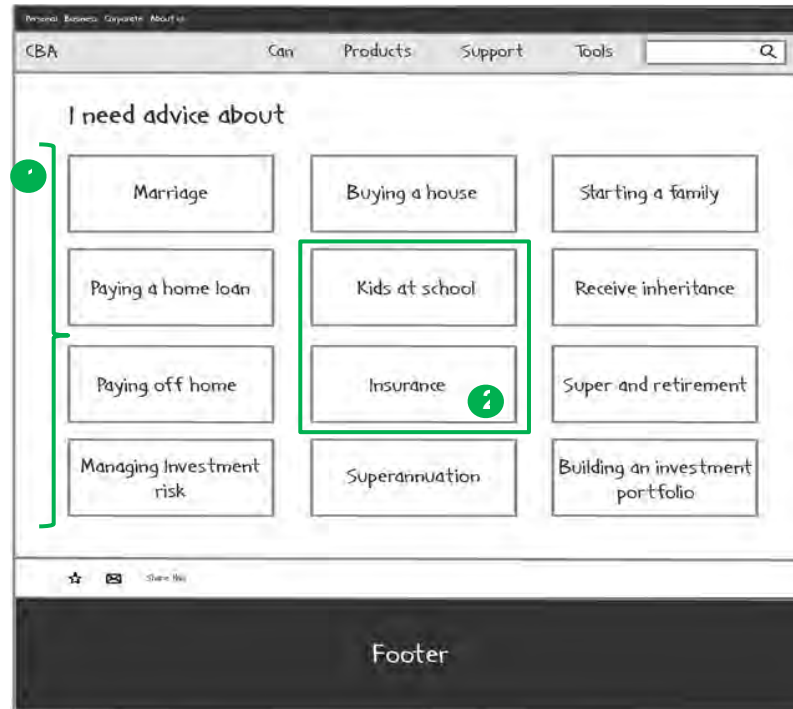 Personal Business Corporate About us
CBA Can Products Support Tools
I need advice about
1
Marriage Buying a house Starting a family
Paying a home loan Kids at school Receive inheritance
Paying off home Insurance Super and retirement
2
Managing Investment risk Superannuation Building an investment portfolio
Share this
Footer